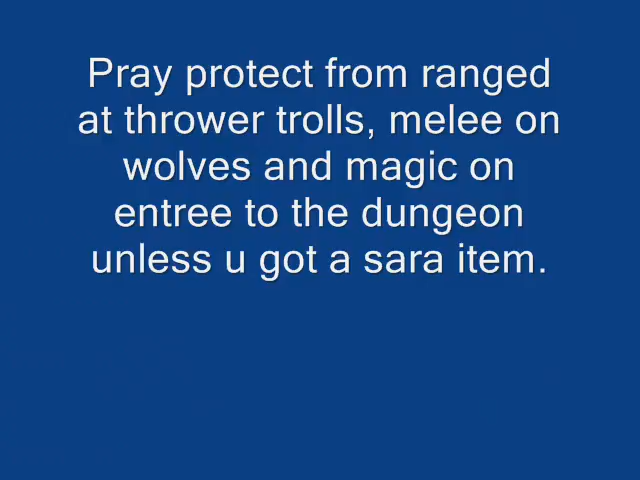 Pray protect from ranged
at thrower trolls, melee on
wolves and magic on
entree to the dungeon
unless u got a sara item.